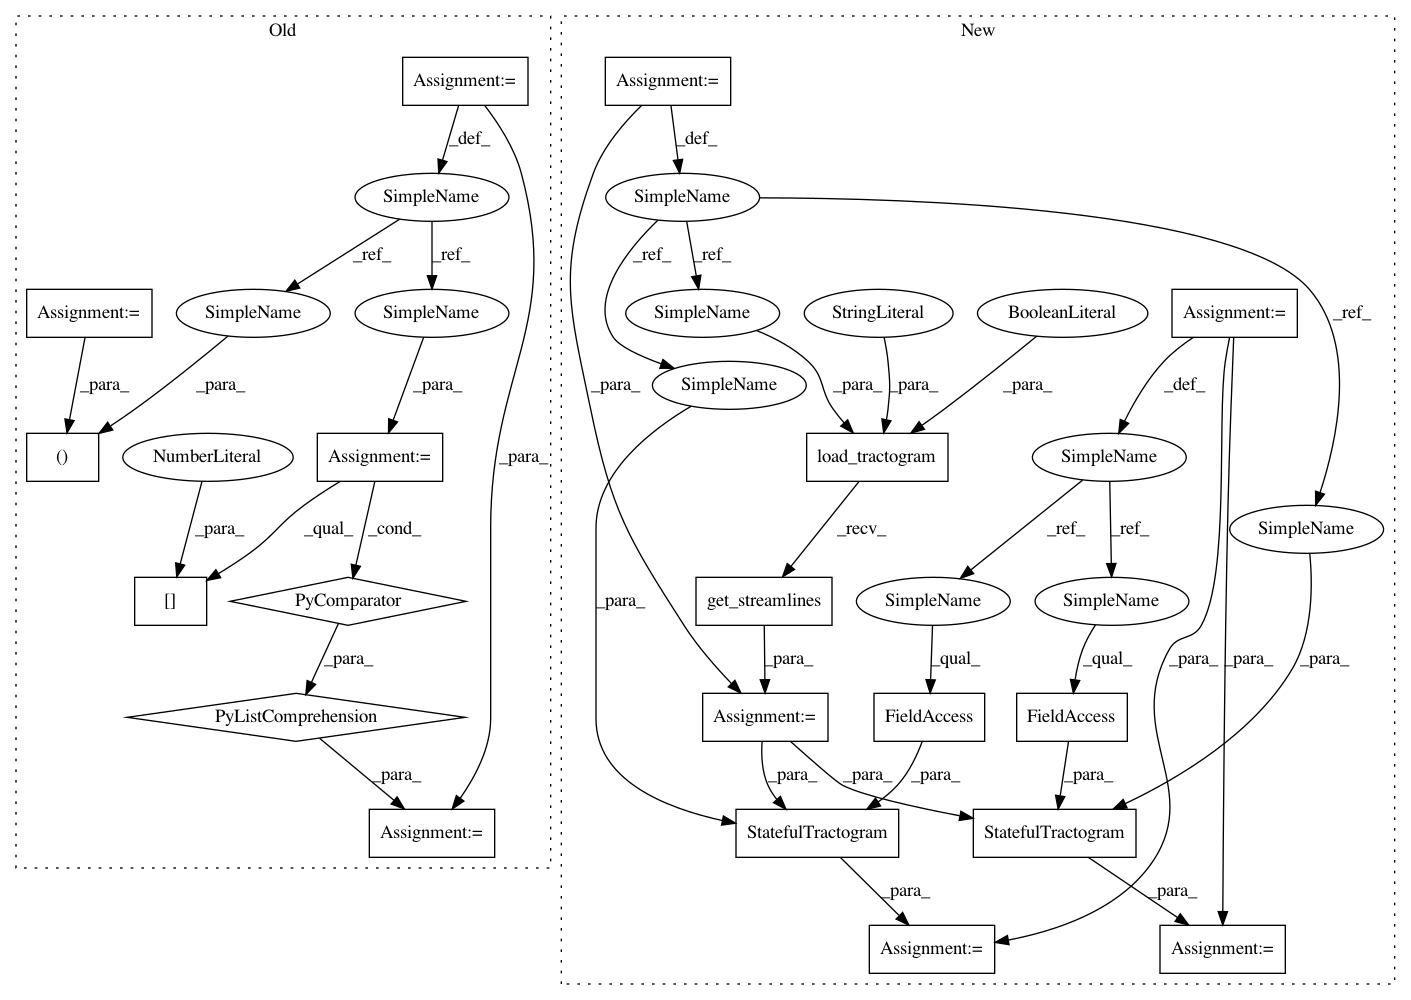 Old
New
Assignment:=
Assignment:=
_def_
_def_
SimpleName
SimpleName
_ref_
_ref_
_ref_
_ref_
_ref_
Assignment:=
SimpleName
SimpleName
SimpleName
StringLiteral
BooleanLiteral
Assignment:=
_para_
_para_
_para_
_para_
_para_
_para_
_para_
_def_
SimpleName
()
NumberLiteral
Assignment:=
_para_
load_tractogram
SimpleName
_para_
_qual_
_cond_
_recv_
_ref_
_ref_
SimpleName
[]
PyComparator
_para_
get_streamlines
SimpleName
SimpleName
_para_
_para_
_qual_
_qual_
_para_
_para_
_para_
PyListComprehension
Assignment:=
FieldAccess
FieldAccess
_para_
_para_
_para_
_para_
_para_
Assignment:=
StatefulTractogram
StatefulTractogram
_para_
_para_
Assignment:=
Assignment:=